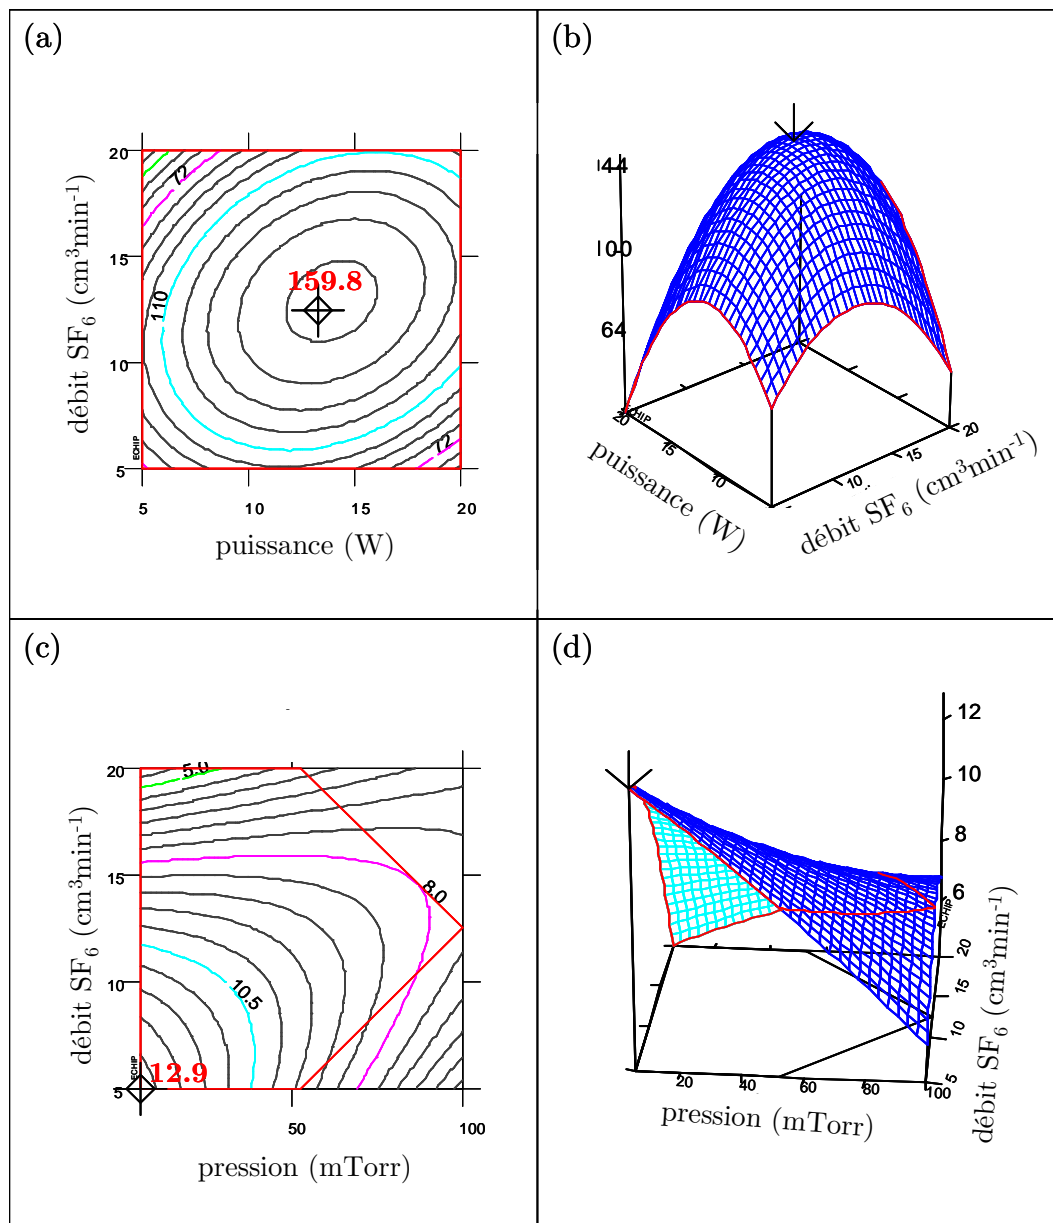 (a)
20
15
10
5
5
10
15
20
72
110
159.8
72
ECHIP
débit SF6 (cm³min⁻¹)
puissance (W)
(b)
144
100
64
20
15
10
10
15
20
puissance (W)
débit SF6 (cm³min⁻¹)
(c)
20
15
10
5
50
100
5.0
8.0
10.5
12.9
ECHIP
débit SF6 (cm³min⁻¹)
pression (mTorr)
(d)
12
10
8
6
ECHIP
20
15
10
5
20
40
60
80
100
pression (mTorr)
débit SF6 (cm³min⁻¹)